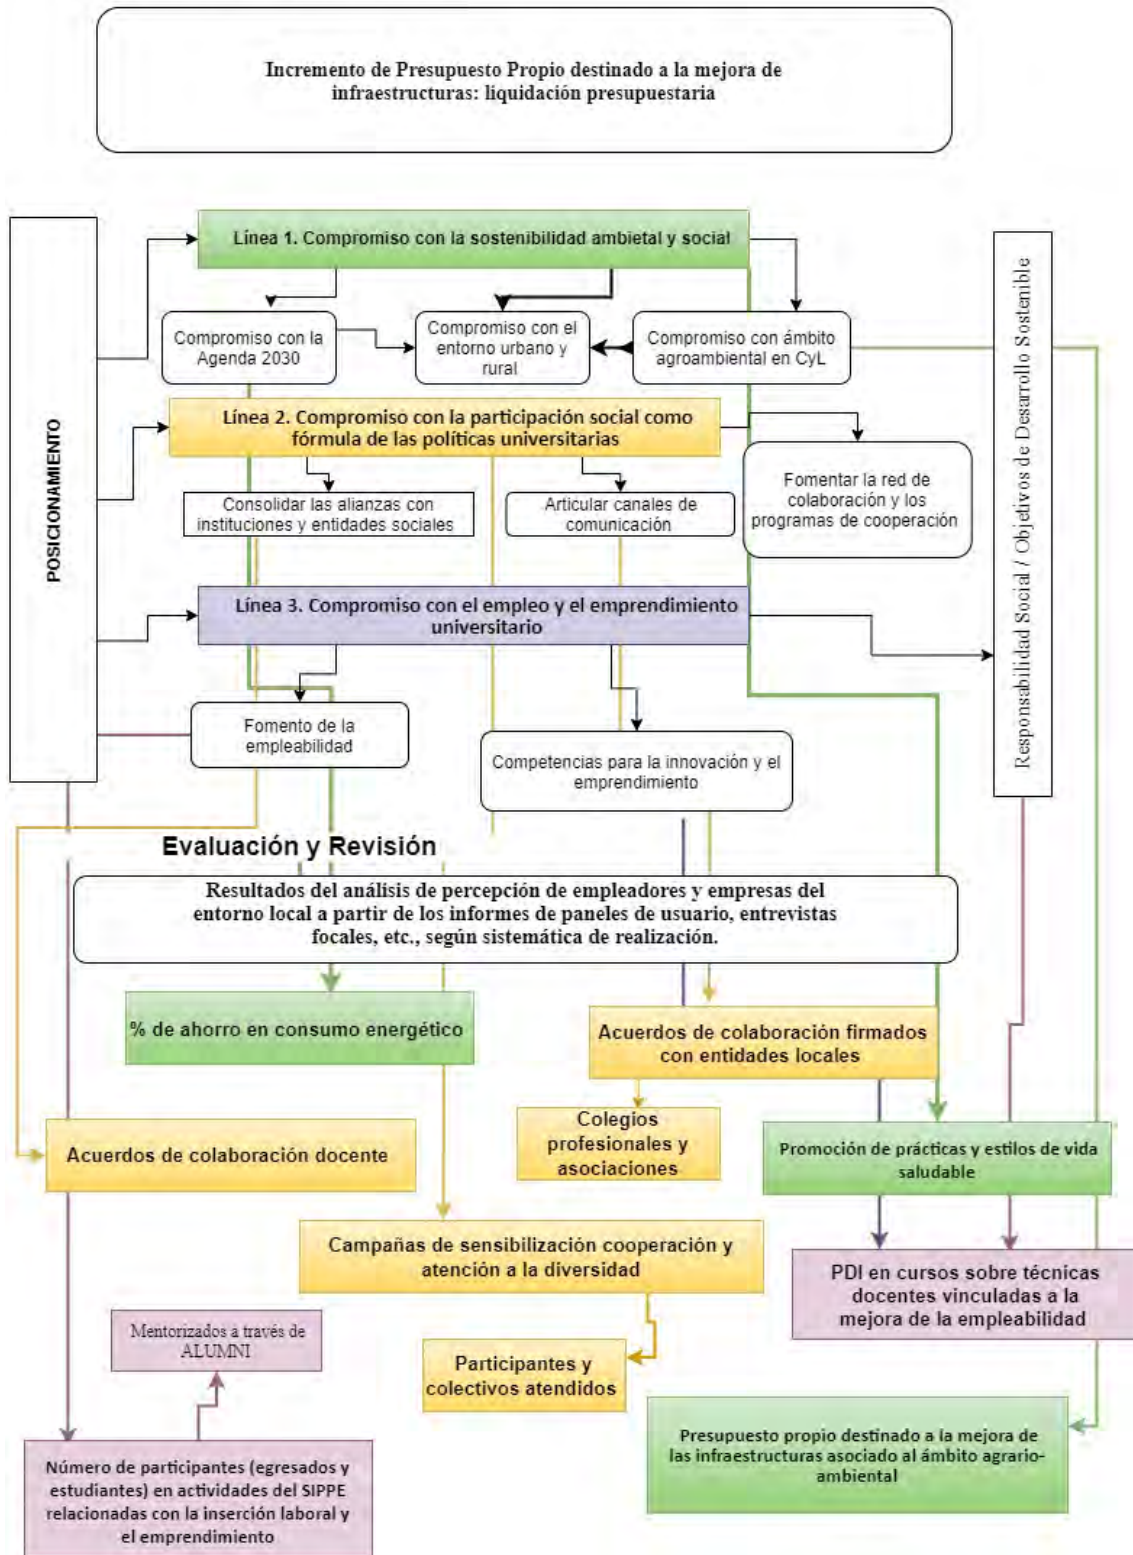 Incremento de Presupuesto Propio destinado a la mejora de
infraestructuras: liquidación presupuestaria
POSICIONAMIENTO
Línea 1. Compromiso con la sostenibilidad ambietal y social
Responsabilidad Social / Objetivos de Desarrollo Sostenible
Compromiso con la
Agenda 2030
Compromiso con el
entorno urbano y
rural
Compromiso con ámbito
agroambiental en CyL
Línea 2. Compromiso con la participación social como
fórmula de las políticas universitarias
Consolidar las alianzas con
instituciones y entidades sociales
Articular canales de
comunicación
Fomentar la red de
colaboración y los
programas de cooperación
Línea 3. Compromiso con el empleo y el emprendimiento
universitario
Fomento de la
empleabilidad
Competencias para la innovación y el
emprendimiento
Evaluación y Revisión
Resultados del análisis de percepción de empleadores y empresas del
entorno local a partir de los informes de paneles de usuario, entrevistas
focales, etc., según sistemática de realización.
% de ahorro en consumo energético
Acuerdos de colaboración firmados
con entidades locales
Colegios
profesionales y
asociaciones
Acuerdos de colaboración docente
Promoción de prácticas y estilos de vida
saludable
Campañas de sensibilización cooperación y
atención a la diversidad
PDI en cursos sobre técnicas
docentes vinculadas a la
mejora de la empleabilidad
Mentorizados a través de
ALUMNI
Participantes y
colectivos atendidos
Presupuesto propio destinado a la mejora de
las infraestructuras asociado al ámbito agrario-
ambiental
Número de participantes (egresados y
estudiantes) en actividades del SIPPE
relacionadas con la inserción laboral y
el emprendimiento